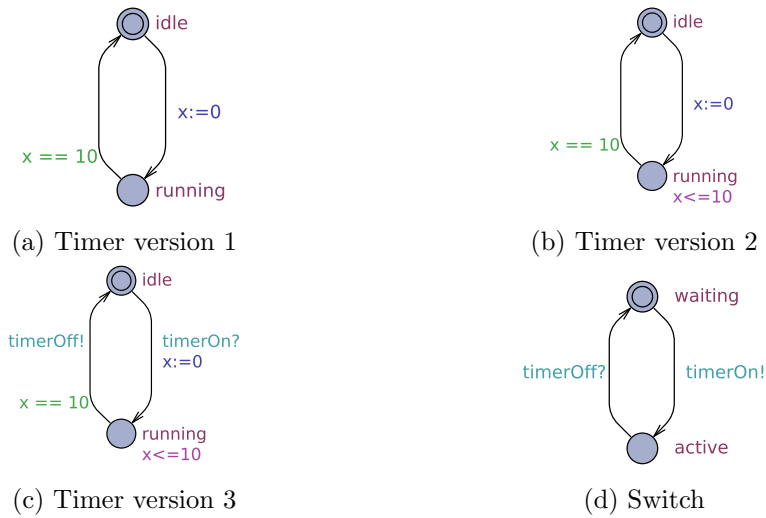 idle
x:=0
x == 10
running
(a) Timer version 1
idle
x:=0
x == 10
running
x<=10
(b) Timer version 2
idle
timerOff!
timerOn?
x:=0
x == 10
running
x<=10
(c) Timer version 3
waiting
timerOff?
timerOn!
active
(d) Switch